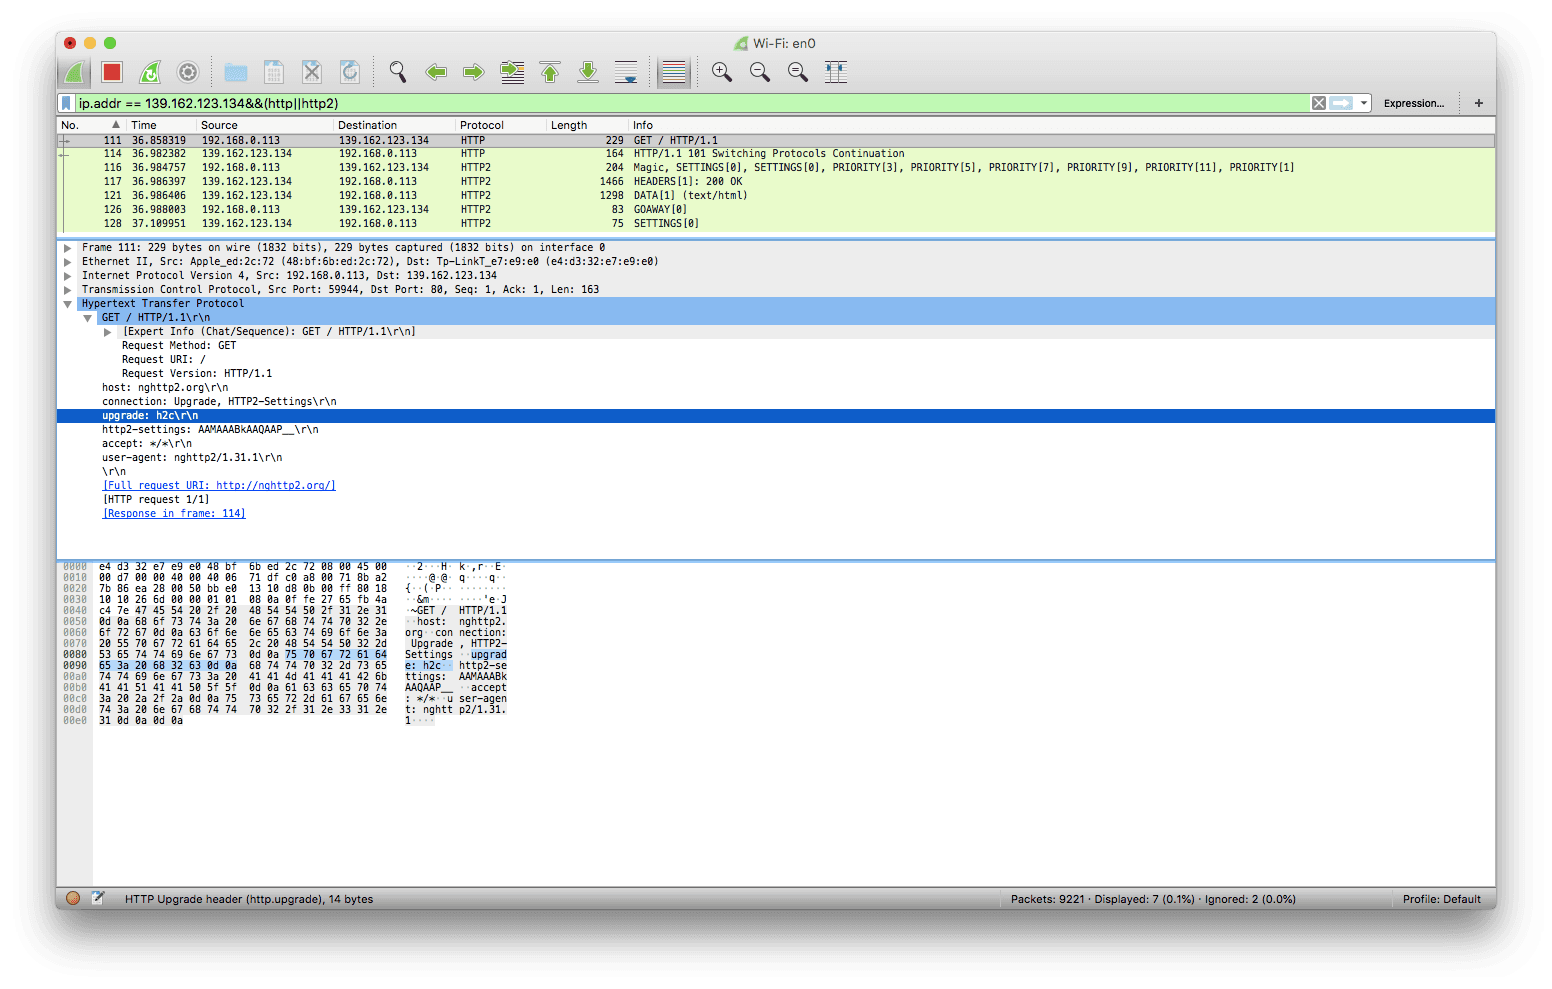 Wi-Fi: en0
ip.addr == 139.162.123.134&&(http||http2) Expression... +
No. Time Source Destination Protocol Length Info
111 36.858319 192.168.0.113 139.162.123.134 HTTP 229 GET / HTTP/1.1
114 36.982382 139.162.123.134 192.168.0.113 HTTP 164 HTTP/1.1 101 Switching Protocols Continuation
116 36.984757 192.168.0.113 139.162.123.134 HTTP2 204 Magic, SETTINGS[0], SETTINGS[0], PRIORITY[3], PRIORITY[5], PRIORITY[7], PRIORITY[9], PRIORITY[11], PRIORITY[1]
117 36.986397 139.162.123.134 192.168.0.113 HTTP2 1466 HEADERS[1]: 200 OK
121 36.986406 139.162.123.134 192.168.0.113 HTTP2 1298 DATA[1] (text/html)
126 36.988003 192.168.0.113 139.162.123.134 HTTP2 83 GOAWAY[0]
128 37.109951 139.162.123.134 192.168.0.113 HTTP2 75 SETTINGS[0]
Frame 111: 229 bytes on wire (1832 bits), 229 bytes captured (1832 bits) on interface 0
Ethernet II, Src: Apple_ed:2c:72 (48:bf:6b:ed:2c:72), Dst: Tp-LinkT_e7:e9:e0 (e4:d3:32:e7:e9:e0)
Internet Protocol Version 4, Src: 192.168.0.113, Dst: 139.162.123.134
Transmission Control Protocol, Src Port: 59944, Dst Port: 80, Seq: 1, Ack: 1, Len: 163
Hypertext Transfer Protocol
GET / HTTP/1.1\r\n
[Expert Info (Chat/Sequence): GET / HTTP/1.1\r\n]
Request Method: GET
Request URI: /
Request Version: HTTP/1.1
host: nghttp2.org\r\n
connection: Upgrade, HTTP2-Settings\r\n
upgrade: h2c\r\n
http2-settings: AAMAAABkAAQAAP__\r\n
accept: */*\r\n
user-agent: nghttp2/1.31.1\r\n
\r\n
[Full request URI: http://nghttp2.org/]
[HTTP request 1/1]
[Response in frame: 114]
0000 e4 d3 32 e7 e9 e0 48 bf 6b ed 2c 72 08 00 45 00 ··2···H· k·,r··E·
0010 00 d7 00 00 40 00 40 06 71 df c0 a8 00 71 8b a2 ····@·@· q····q··
0020 7b 86 ea 28 00 50 bb e0 13 10 d8 0b 00 ff 80 18 {··(·P·· ········
0030 10 10 26 6d 00 00 01 01 08 0a 0f fe 27 65 fb 4a ··&m···· ····'e·J
0040 c4 7e 47 45 54 20 2f 20 48 54 54 50 2f 31 2e 31 ·~GET / HTTP/1.1
0050 0d 0a 68 6f 73 74 3a 20 6e 67 68 74 74 70 32 2e ··host: nghttp2.
0060 6f 72 67 0d 0a 63 6f 6e 6e 65 63 74 69 6f 6e 3a org··con nection:
0070 20 55 70 67 72 61 64 65 2c 20 48 54 54 50 32 2d Upgrade , HTTP2-
0080 53 65 74 74 69 6e 67 73 0d 0a 75 70 67 72 61 64 Settings ··upgrad
0090 65 3a 20 68 32 63 0d 0a 68 74 74 70 32 2d 73 65 e: h2c·· http2-se
00a0 74 74 69 6e 67 73 3a 20 41 41 4d 41 41 41 42 6b ttings: AAMAAABk
00b0 41 41 51 41 41 50 5f 5f 0d 0a 61 63 63 65 70 74 AAQAAP__ ··accept
00c0 3a 20 2a 2f 2a 0d 0a 75 73 65 72 2d 61 67 65 6e : */*··u ser-agen
00d0 74 3a 20 6e 67 68 74 74 70 32 2f 31 2e 33 31 2e t: nghtt p2/1.31.
00e0 31 0d 0a 0d 0a 1····
HTTP Upgrade header (http.upgrade), 14 bytes Packets: 9221 · Displayed: 7 (0.1%) · Ignored: 2 (0.0%) Profile: Default